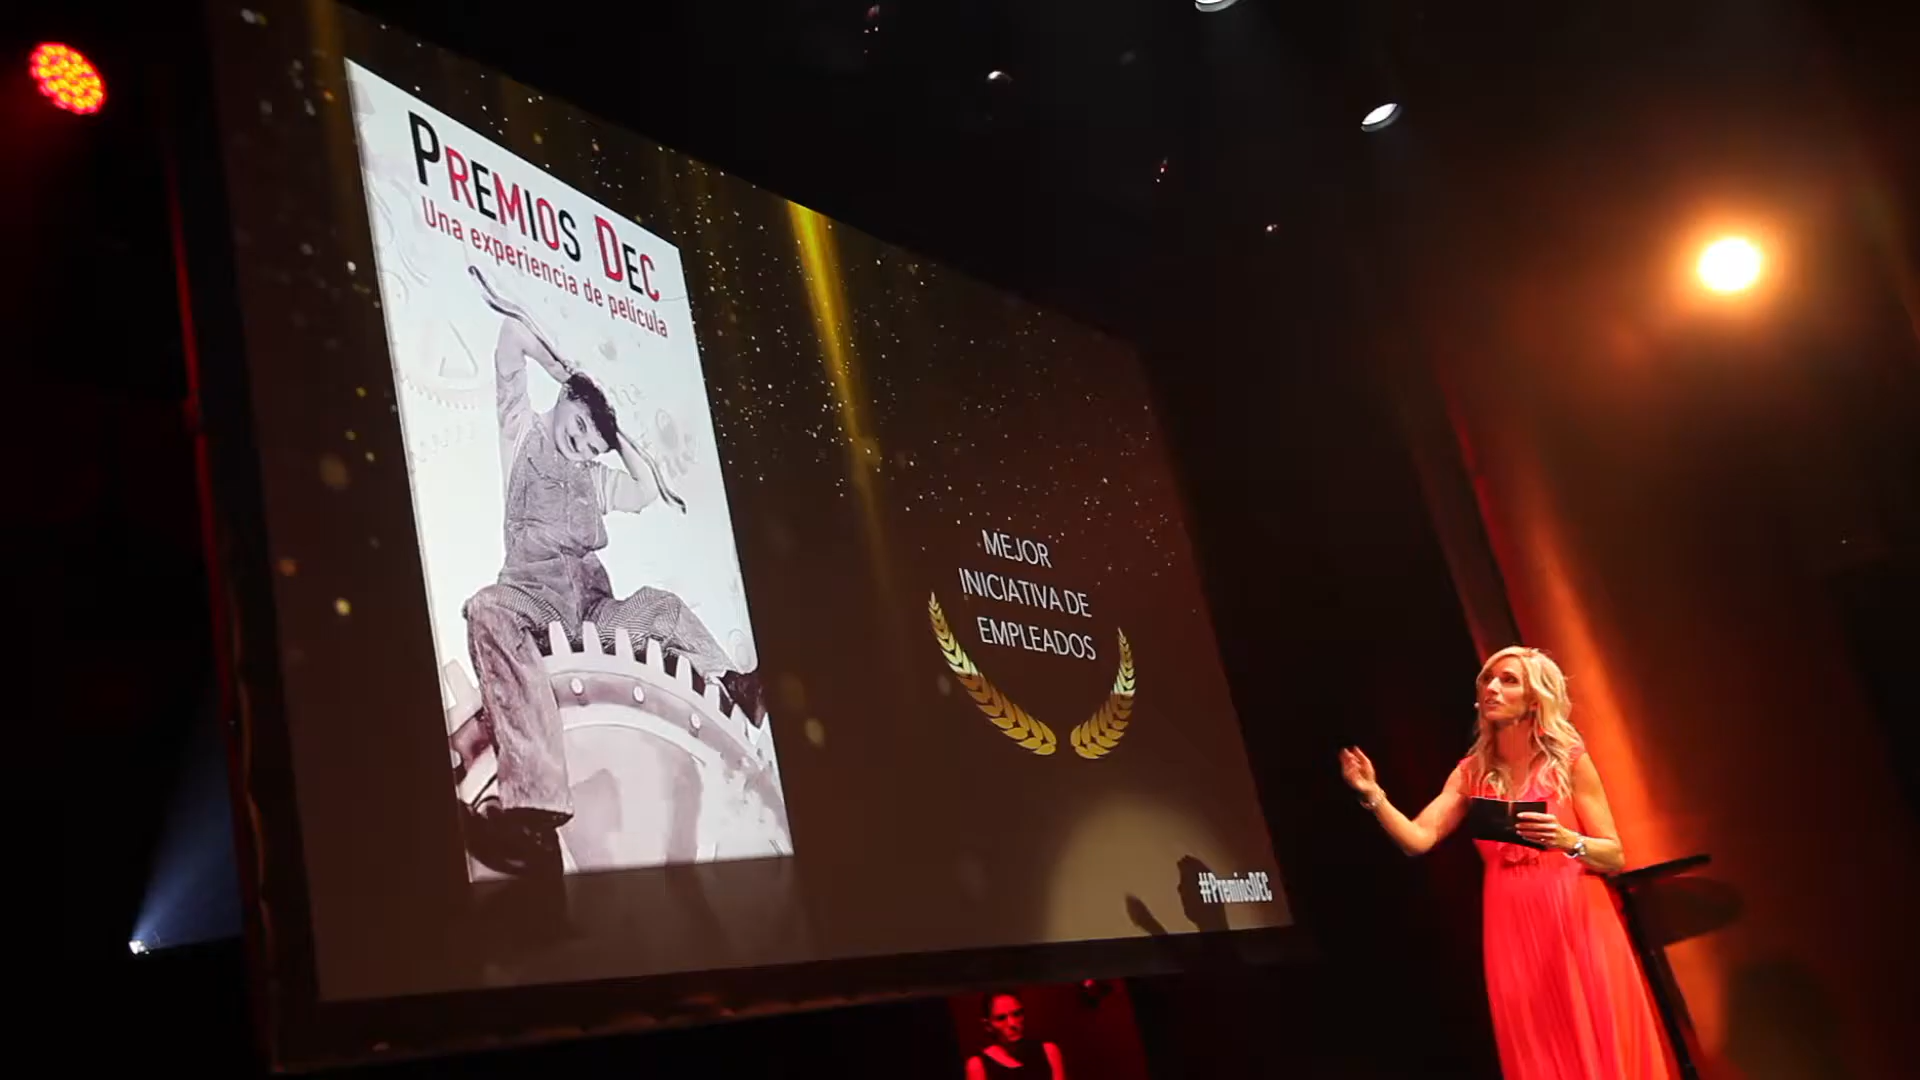 PREMIOS DEC
Una experiencia de película
MEJOR
INICIATIVA DE
EMPLEADOS
#PremiosDEC